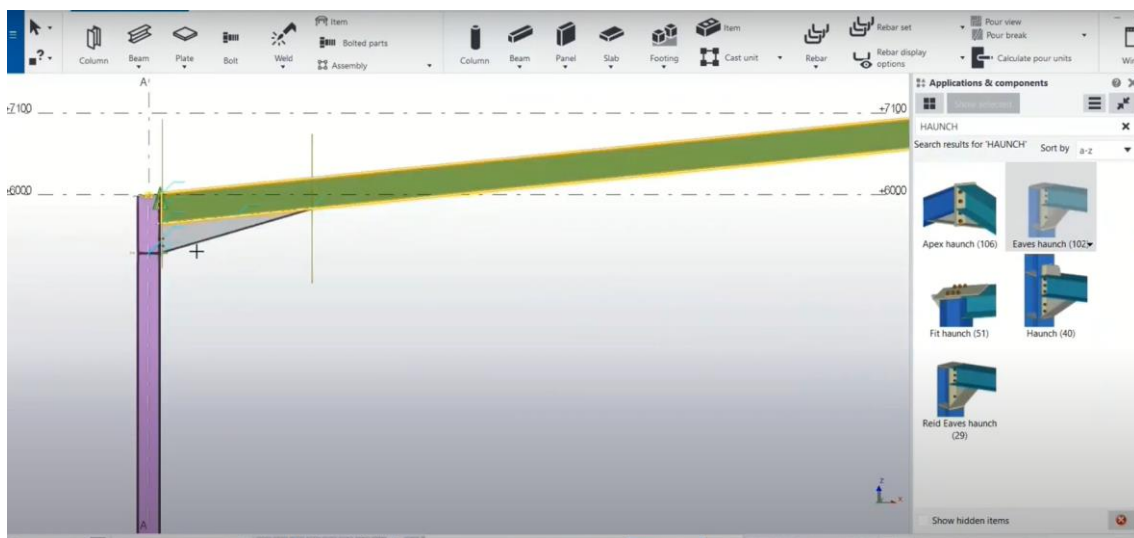 Item
Bolted parts
Assembly
Column
Beam
Plate
Bolt
Weld
Column
Beam
Panel
Slab
Footing
Item
Cast unit
Rebar
Rebar set
Rebar display
options
Pour view
Pour break
Calculate pour units
Applications & components
Show selected
HAUNCH
Search results for 'HAUNCH'
Sort by
a-z
Apex haunch (106)
Eaves haunch (102)
Fit haunch (51)
Haunch (40)
Reid Eaves haunch
(29)
Show hidden items
A
+7100
+7100
+6000
+6000
A
z
x